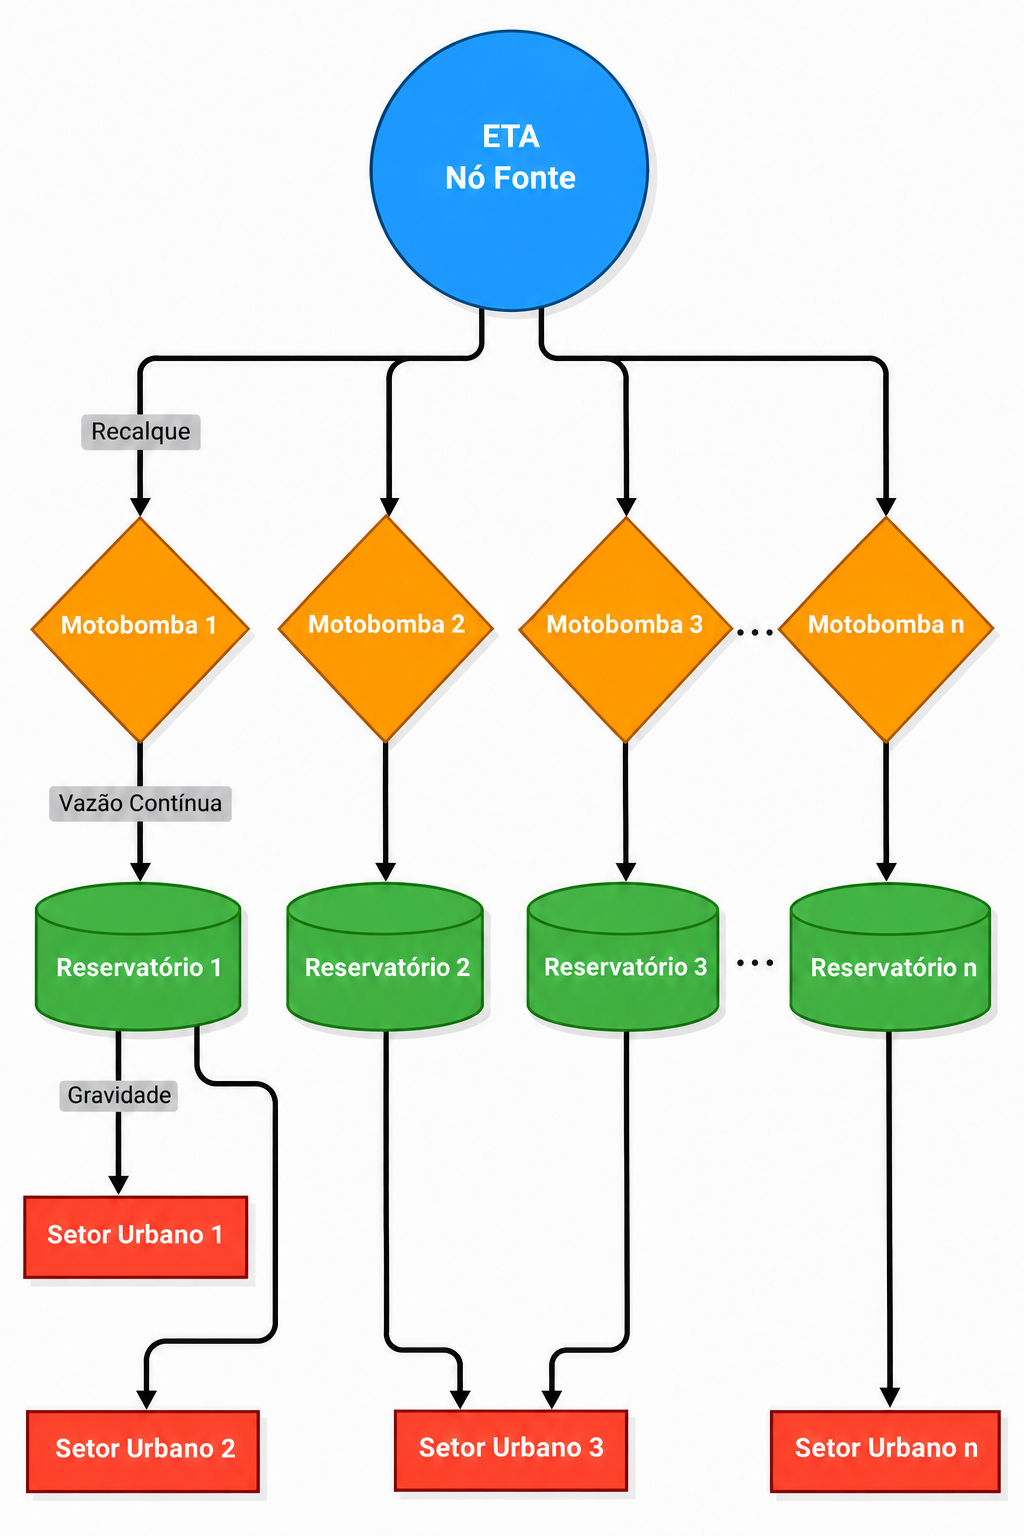 ETA
Nó Fonte
Recalque
Motobomba 1
Motobomba 2
Motobomba 3
...
Motobomba n
Vazão Contínua
Reservatório 1
Reservatório 2
Reservatório 3
...
Reservatório n
Gravidade
Setor Urbano 1
Setor Urbano 2
Setor Urbano 3
Setor Urbano n